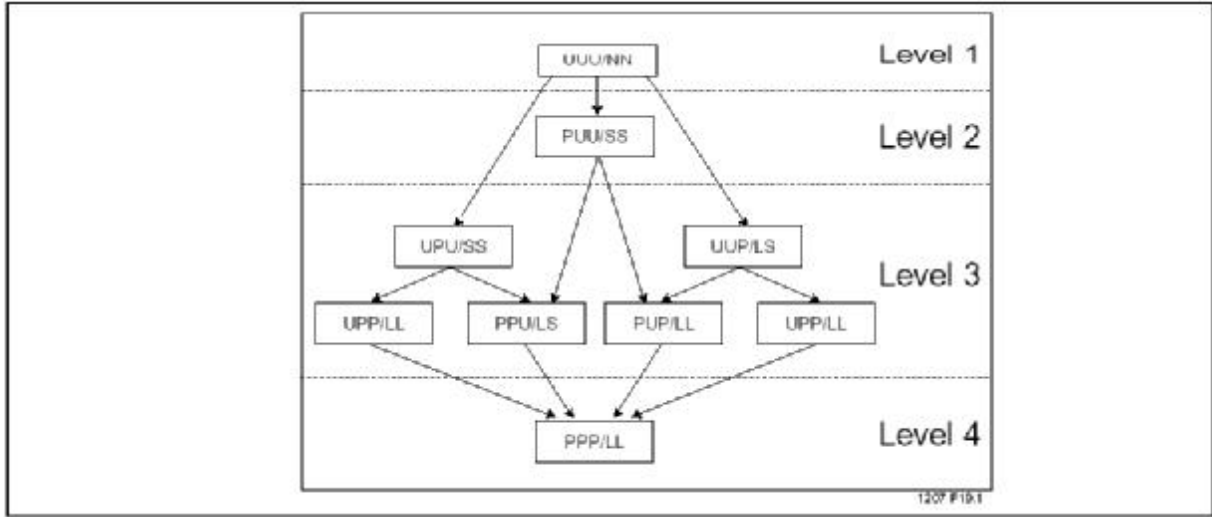 UUU/NN
Level 1
PUU/SS
Level 2
UPU/SS
UUP/LS
Level 3
UPP/LL
PPU/LS
PUP/LL
UPP/LL
PPP/LL
Level 4
1207 F19.1